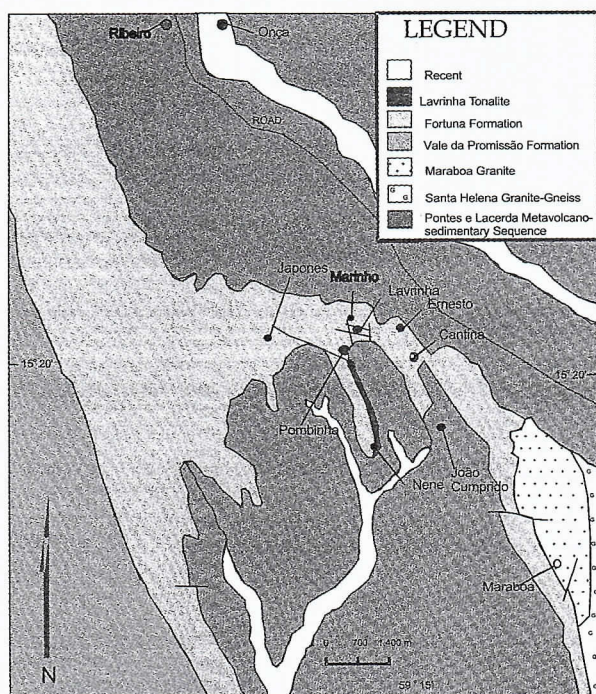 LEGEND
Recent
Lavrinha Tonalite
Fortuna Formation
Vale da Promissão Formation
Maraboa Granite
Santa Helena Granite-Gneiss
Pontes e Lacerda Metavolcano-
sedimentary Sequence
Ribeiro
Onça
ROAD
Japones
Marinho
Lavrinha
Ernesto
Cantina
15° 20'
15° 20'
Pombinha
Nene
João
Cumprido
Maraboa
0 700 1.400 m
N
59° 15'